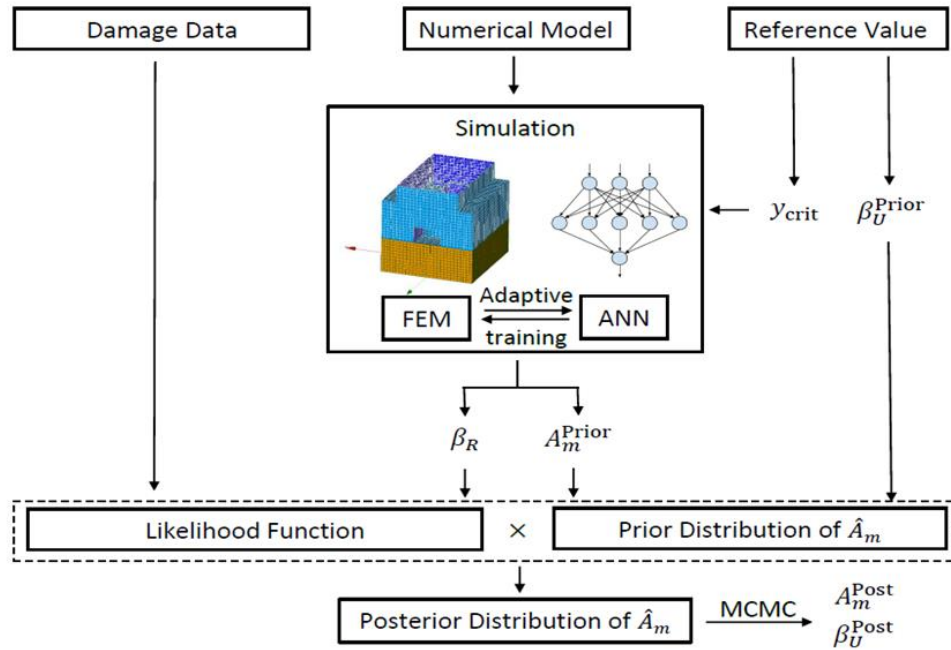 Damage Data
Numerical Model
Reference Value
Simulation
FEM
Adaptive
training
ANN
y_crit
β_U^Prior
β_R
A_m^Prior
Likelihood Function
×
Prior Distribution of Â_m
Posterior Distribution of Â_m
MCMC
A_m^Post
β_U^Post